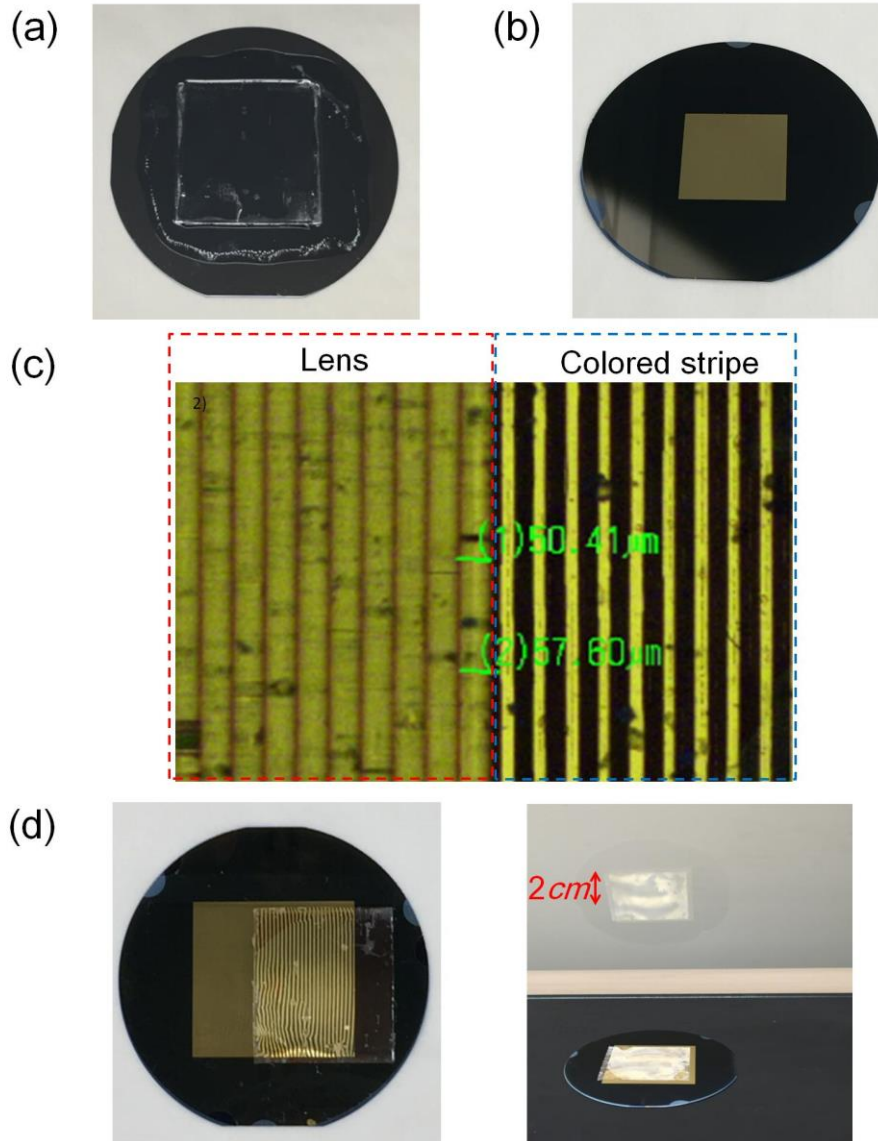 (a)
(b)
(c)
Lens
Colored stripe
2)
(1)50.41µm
(2)57.60µm
(d)
2cm